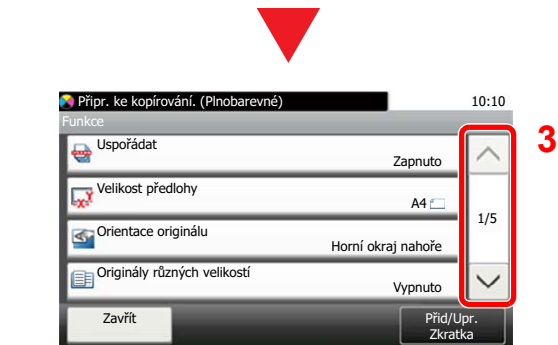 Připr. ke kopírování. (Plnobarevné) 10:10
Funkce
Uspořádat
Zapnuto
3
Velikost předlohy
A4
1/5
Orientace originálu
Horní okraj nahoře
Originály různých velikostí
Vypnuto
Zavřít
Přid/Upr.
Zkratka